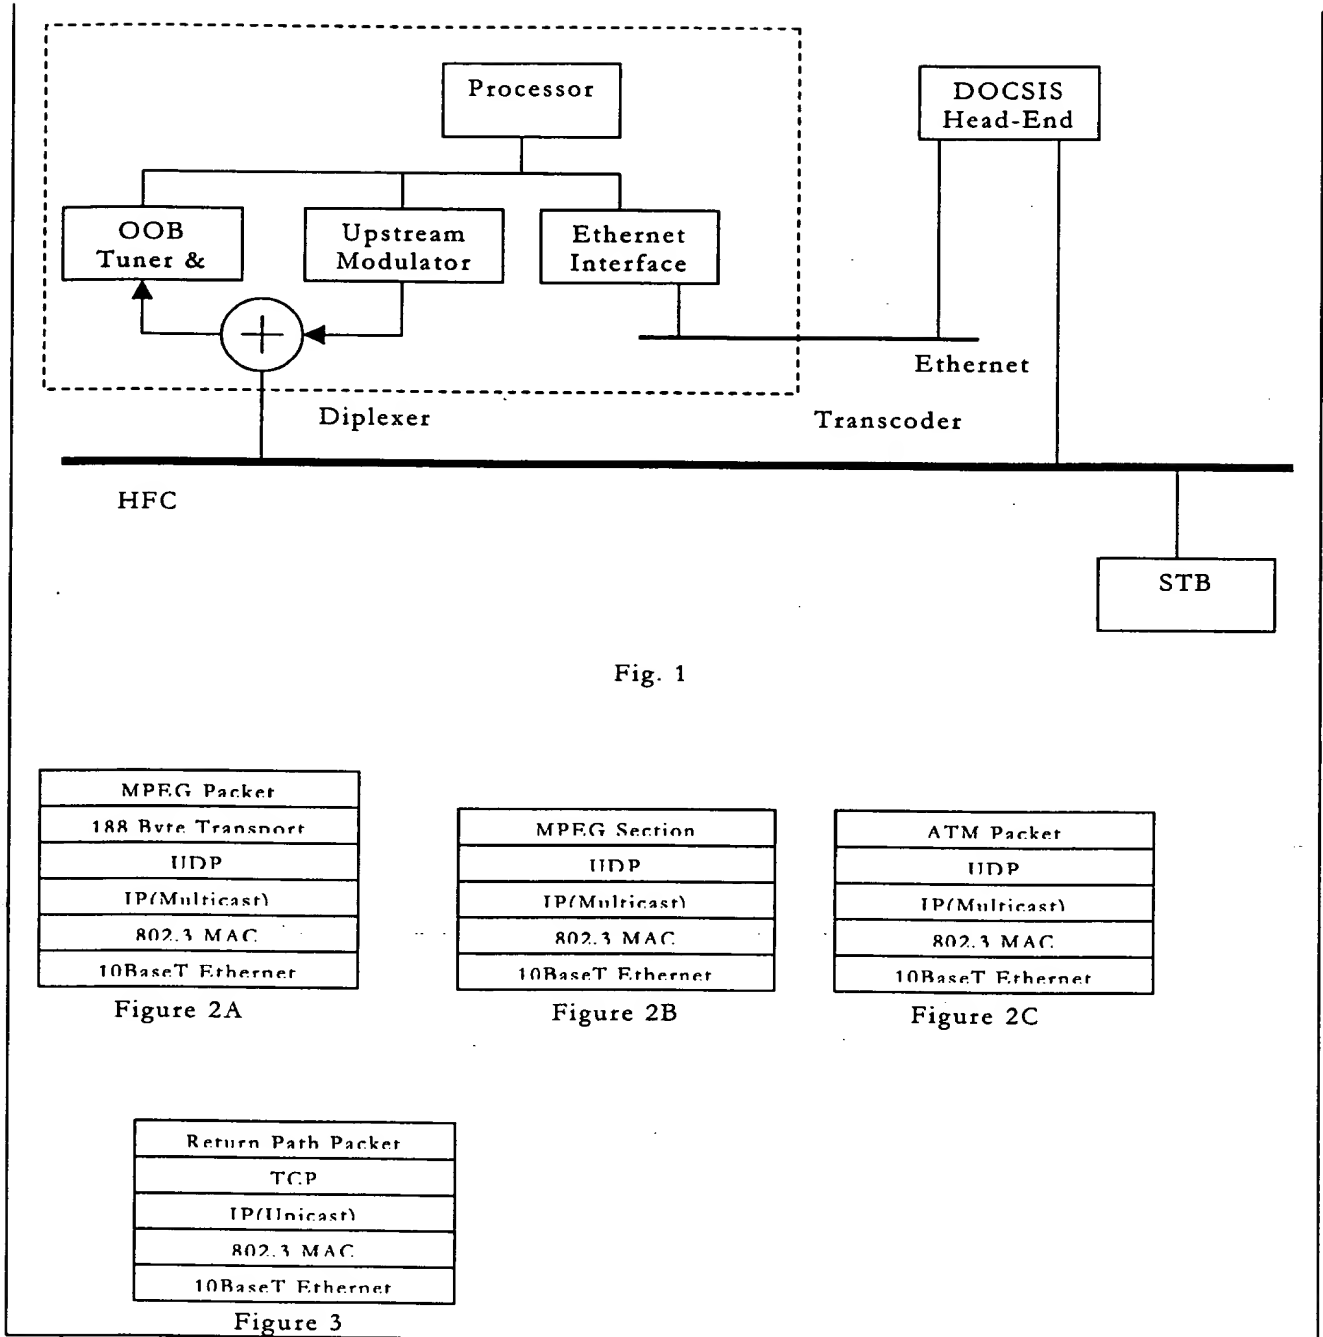 Processor
DOCSIS
Head-End
OOB
Tuner &
Upstream
Modulator
Ethernet
Interface
Ethernet
Diplexer
Transcoder
HFC
STB
Fig. 1
MPEG Packet
188 Byte Transport
UDP
IP(Multicast)
802.3 MAC
10BaseT Ethernet
Figure 2A
MPEG Section
UDP
IP(Multicast)
802.3 MAC
10BaseT Ethernet
Figure 2B
ATM Packet
UDP
IP(Multicast)
802.3 MAC
10BaseT Ethernet
Figure 2C
Return Path Packet
TCP
IP(Unicast)
802.3 MAC
10BaseT Ethernet
Figure 3